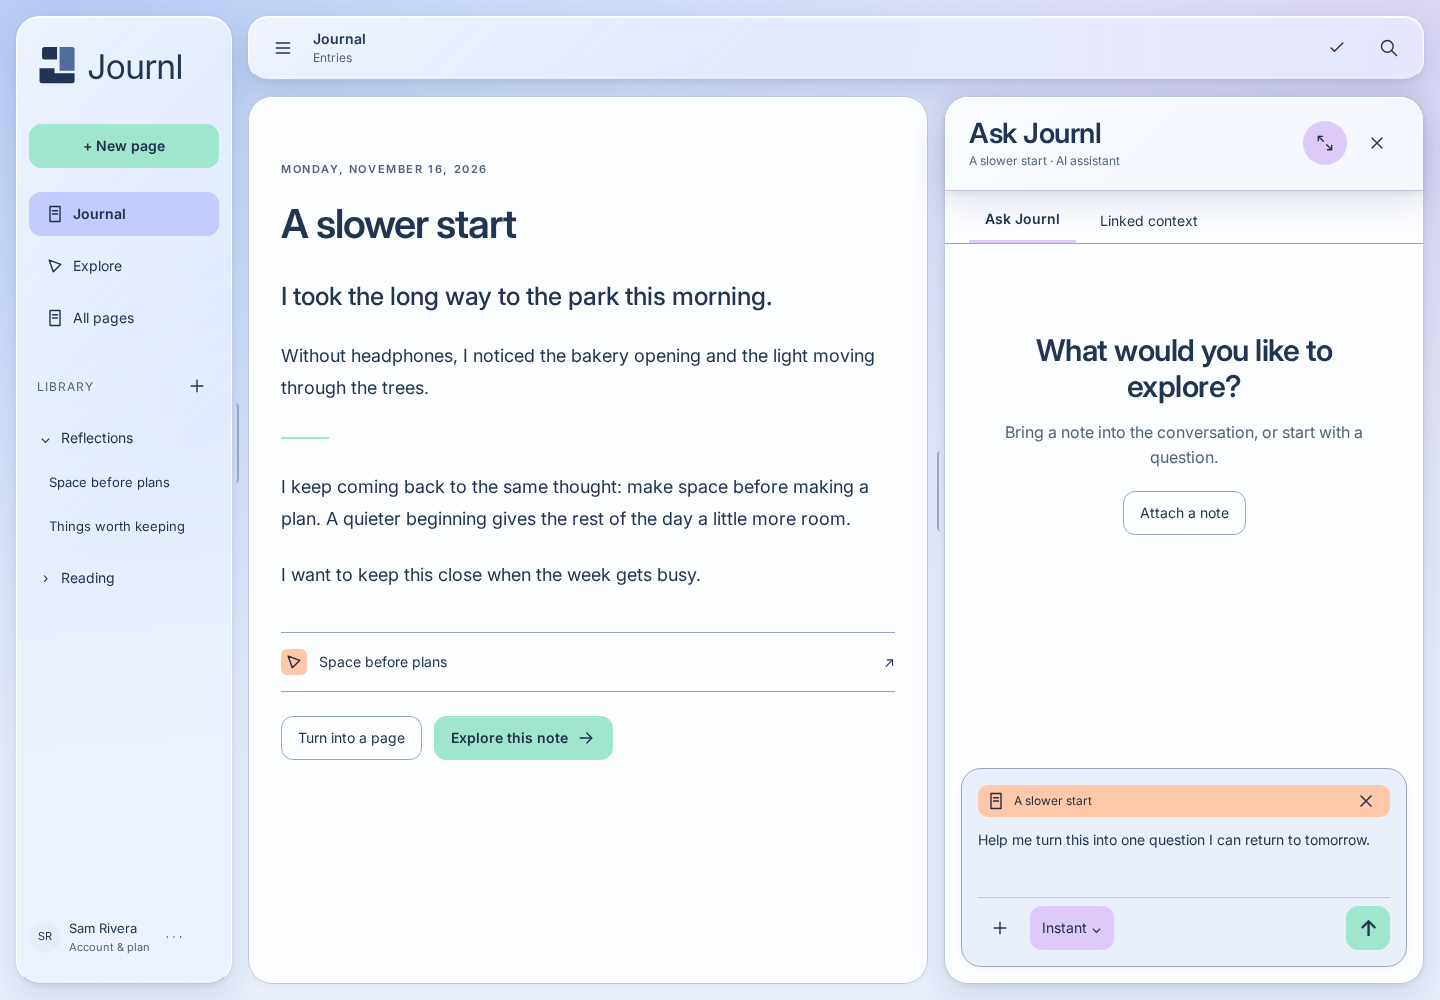 Journl
+ New page
Journal
Explore
All pages
LIBRARY
Reflections
Space before plans
Things worth keeping
Reading
SR
Sam Rivera
Account & plan
Journal
Entries
MONDAY, NOVEMBER 16, 2026
A slower start
I took the long way to the park this morning.
Without headphones, I noticed the bakery opening and the light moving
through the trees.
I keep coming back to the same thought: make space before making a
plan. A quieter beginning gives the rest of the day a little more room.
I want to keep this close when the week gets busy.
Space before plans
Turn into a page
Explore this note
Ask Journl
A slower start · AI assistant
Ask Journl
Linked context
What would you like to
explore?
Bring a note into the conversation, or start with a
question.
Attach a note
A slower start
Help me turn this into one question I can return to tomorrow.
Instant